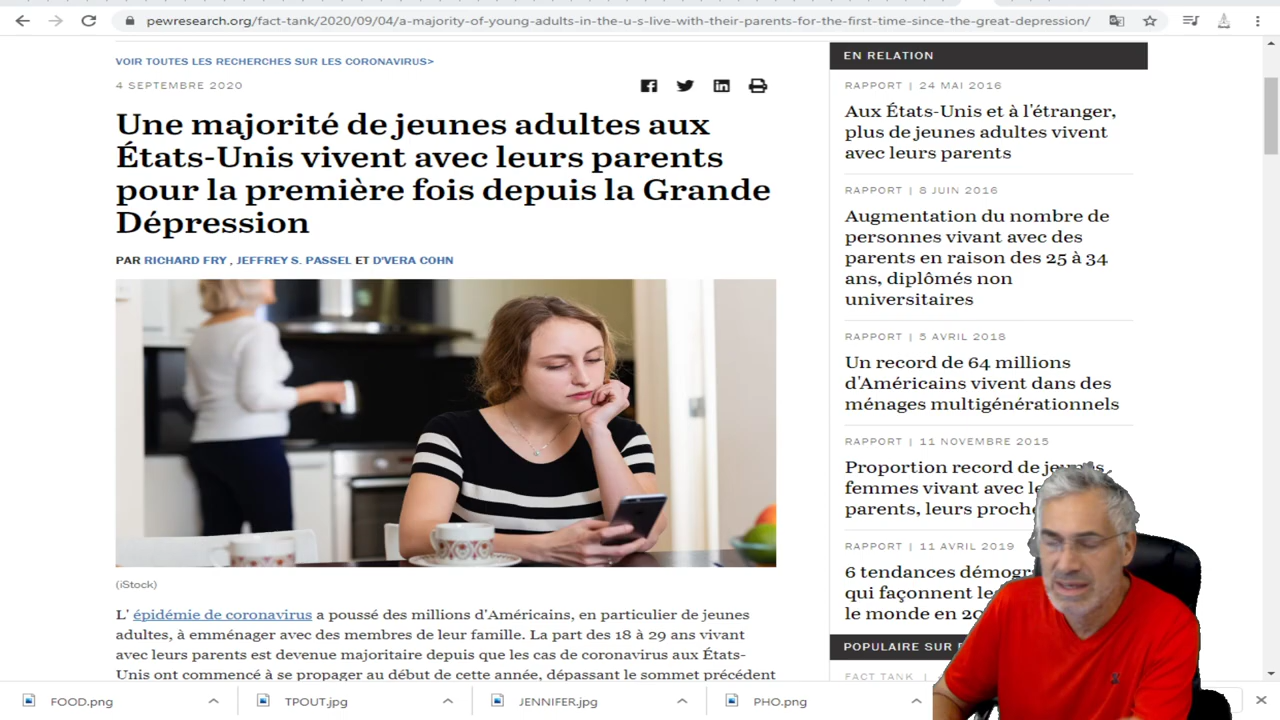 pewresearch.org/fact-tank/2020/09/04/a-majority-of-young-adults-in-the-u-s-live-with-their-parents-for-the-first-time-since-the-great-depression/
VOIR TOUTES LES RECHERCHES SUR LES CORONAVIRUS>
4 SEPTEMBRE 2020
Une majorité de jeunes adultes aux
États-Unis vivent avec leurs parents
pour la première fois depuis la Grande
Dépression
PAR RICHARD FRY , JEFFREY S. PASSEL ET D'VERA COHN
(iStock)
L' épidémie de coronavirus a poussé des millions d'Américains, en particulier de jeunes
adultes, à emménager avec des membres de leur famille. La part des 18 à 29 ans vivant
avec leurs parents est devenue majoritaire depuis que les cas de coronavirus aux États-
Unis ont commencé à se propager au début de cette année, dépassant le sommet précédent
EN RELATION
RAPPORT | 24 MAI 2016
Aux États-Unis et à l'étranger,
plus de jeunes adultes vivent
avec leurs parents
RAPPORT | 8 JUIN 2016
Augmentation du nombre de
personnes vivant avec des
parents en raison des 25 à 34
ans, diplômés non
universitaires
RAPPORT | 5 AVRIL 2018
Un record de 64 millions
d'Américains vivent dans des
ménages multigénérationnels
RAPPORT | 11 NOVEMBRE 2015
Proportion record de jeunes
femmes vivant avec
parents, leurs
RAPPORT | 11 AVRIL 2019
6 tendances
qui façonnent
le monde en
POPULAIRE SUR
FACT TANK
FOOD.png
TPOUT.jpg
JENNIFER.jpg
PHO.png